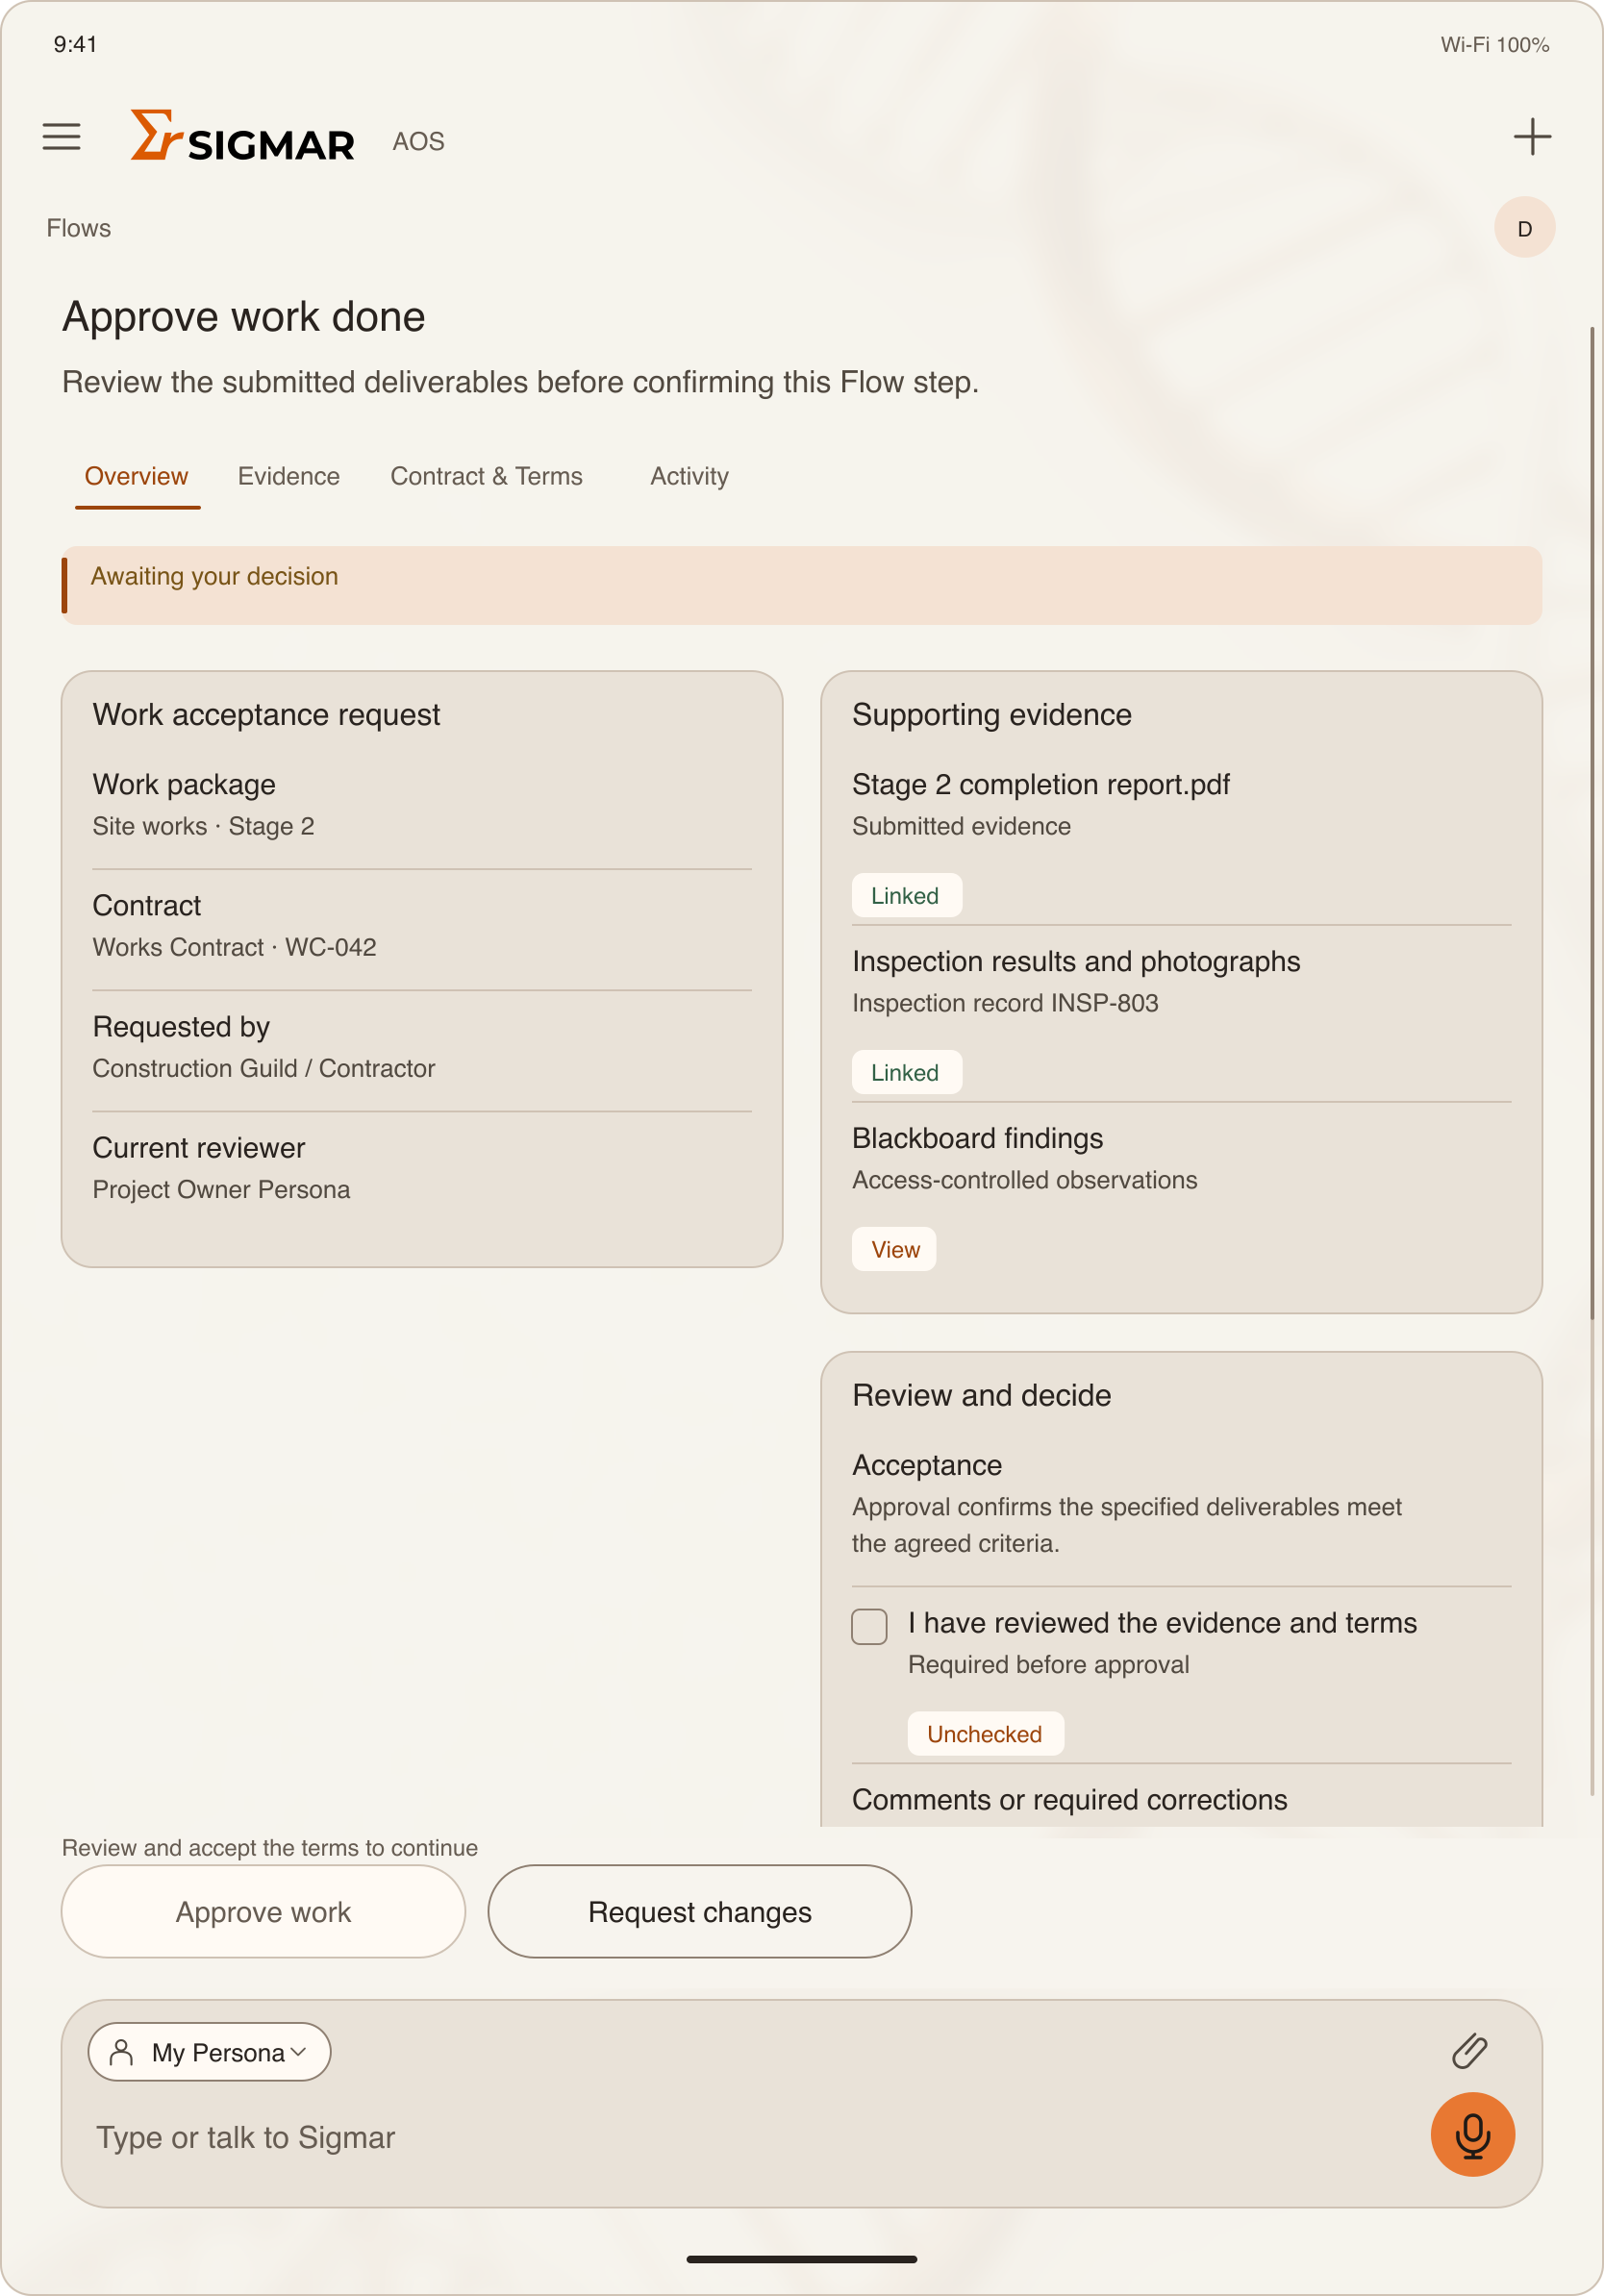 9:41
Wi-Fi 100%
Σr SIGMAR AOS
Flows
D
Approve work done
Review the submitted deliverables before confirming this Flow step.
Overview Evidence Contract & Terms Activity
Awaiting your decision
Work acceptance request
Work package
Site works · Stage 2
Contract
Works Contract · WC-042
Requested by
Construction Guild / Contractor
Current reviewer
Project Owner Persona
Supporting evidence
Stage 2 completion report.pdf
Submitted evidence
Linked
Inspection results and photographs
Inspection record INSP-803
Linked
Blackboard findings
Access-controlled observations
View
Review and decide
Acceptance
Approval confirms the specified deliverables meet
the agreed criteria.
I have reviewed the evidence and terms
Required before approval
Unchecked
Comments or required corrections
Review and accept the terms to continue
Approve work
Request changes
My Persona
Type or talk to Sigmar